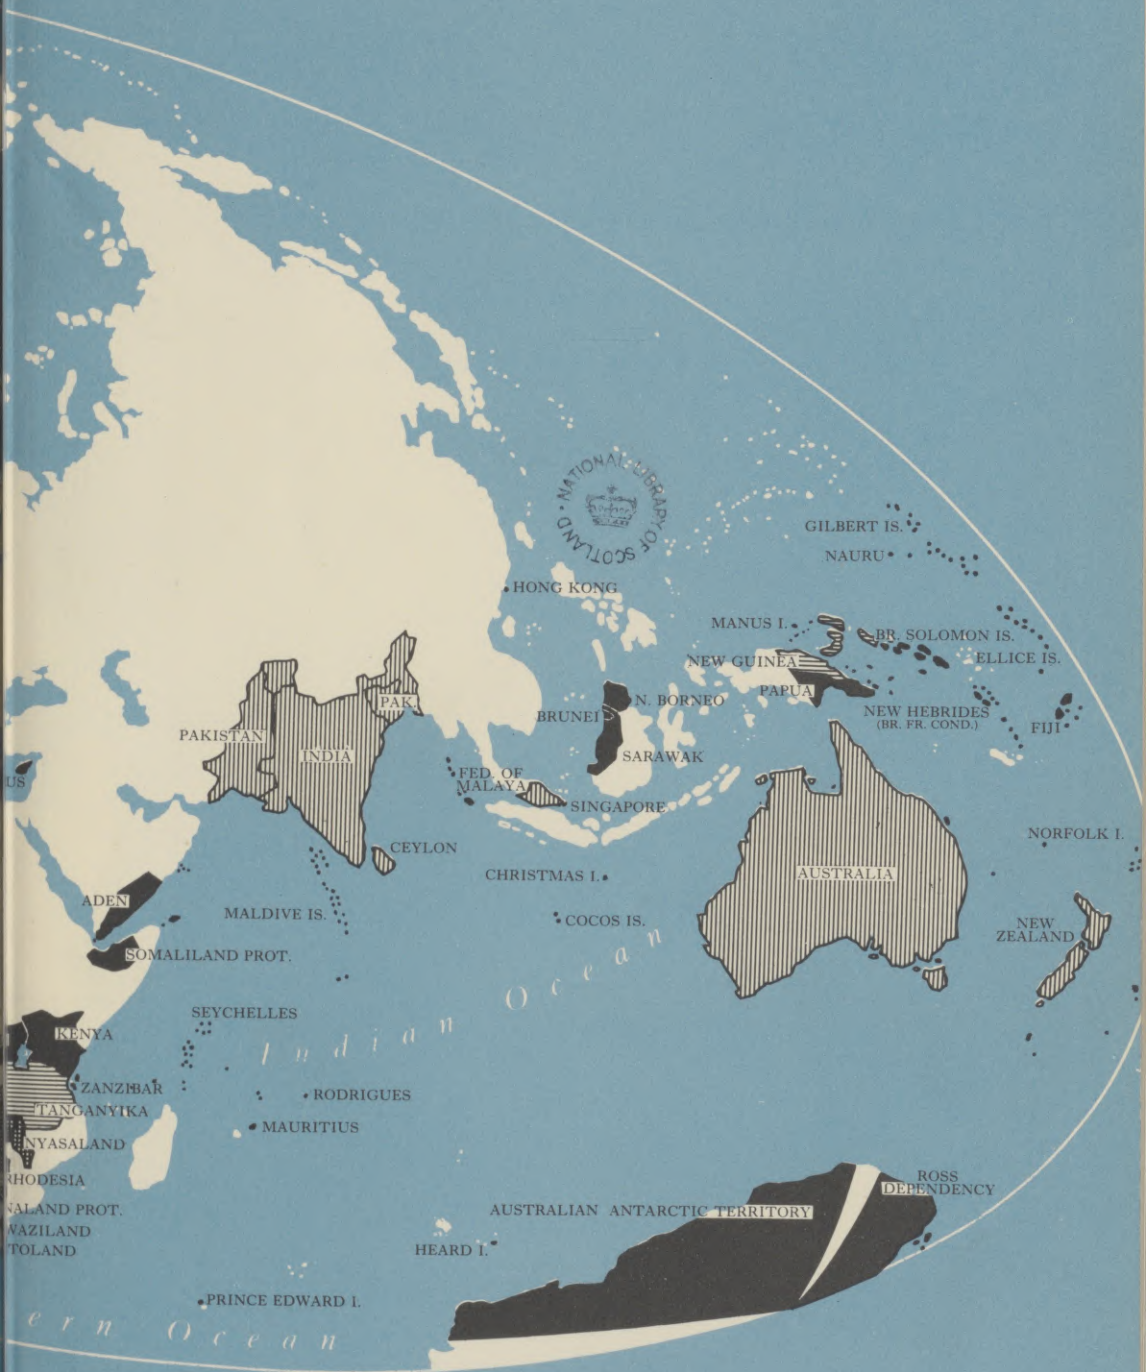 NATIONAL LIBRARY OF SCOTLAND
GILBERT IS.
NAURU
HONG KONG
MANUS I.
BR. SOLOMON IS.
NEW GUINEA
ELLICE IS.
PAPUA
N. BORNEO
PAK.
BRUNEI
NEW HEBRIDES
(BR. FR. COND.)
FIJI
PAKISTAN
INDIA
SARAWAK
US
FED. OF
MALAYA
SINGAPORE
NORFOLK I.
CEYLON
CHRISTMAS I.
AUSTRALIA
ADEN
MALDIVE IS.
COCOS IS.
NEW
ZEALAND
SOMALILAND PROT.
Indian Ocean
SEYCHELLES
KENYA
ZANZIBAR
RODRIGUES
TANGANYIKA
MAURITIUS
NYASALAND
RHODESIA
ROSS
DEPENDENCY
NALAND PROT.
AUSTRALIAN ANTARCTIC TERRITORY
WAZILAND
TOLAND
HEARD I.
PRINCE EDWARD I.
ern Ocean